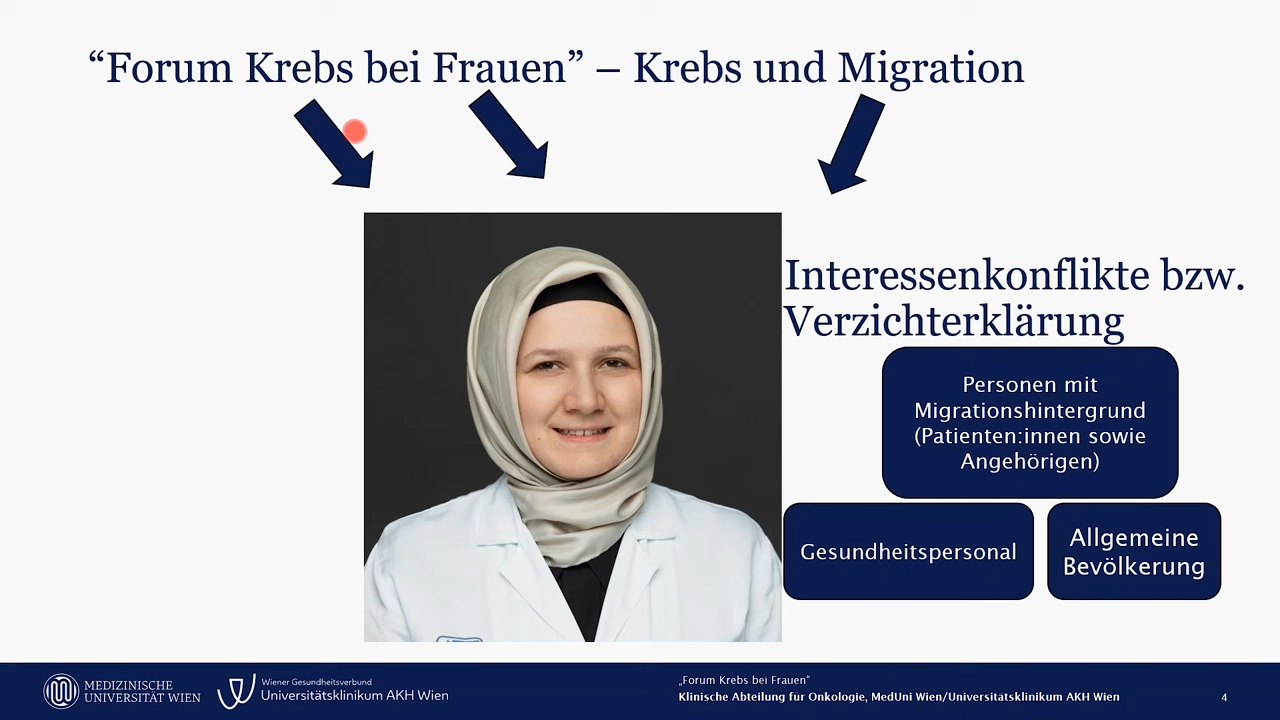 “Forum Krebs bei Frauen” – Krebs und Migration
Interessenkonflikte bzw.
Verzichterklärung
Personen mit
Migrationshintergrund
(Patienten:innen sowie
Angehörigen)
Gesundheitspersonal
Allgemeine
Bevölkerung
MEDIZINISCHE
UNIVERSITÄT WIEN
Wiener Gesundheitsverbund
Universitätsklinikum AKH Wien
„Forum Krebs bei Frauen“
Klinische Abteilung für Onkologie, MedUni Wien/Universitätsklinikum AKH Wien
4